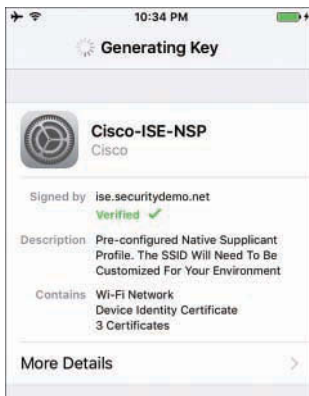 10:34 PM
Generating Key
Cisco-ISE-NSP
Cisco
Signed by ise.securitydemo.net
Verified ✓
Description Pre-configured Native Supplicant
Profile. The SSID Will Need To Be
Customized For Your Environment
Contains Wi-Fi Network
Device Identity Certificate
3 Certificates
More Details